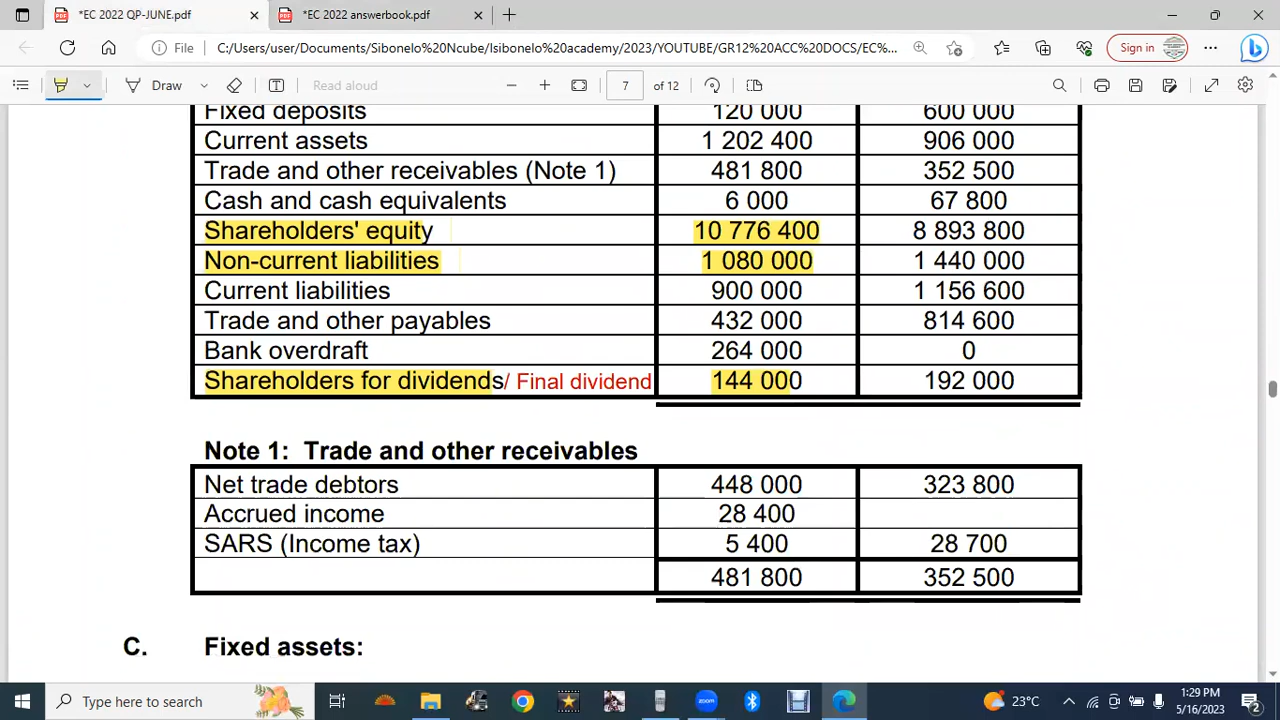 *EC 2022 QP-JUNE.pdf
*EC 2022 answerbook.pdf
File C:/Users/user/Documents/Sibonelo%20Ncube/Isibonelo%20academy/2023/YOUTUBE/GR12%20ACC%20DOCS/EC%... Sign in
Draw Read aloud 7 of 12
Fixed deposits 120 000 600 000
Current assets 1 202 400 906 000
Trade and other receivables (Note 1) 481 800 352 500
Cash and cash equivalents 6 000 67 800
Shareholders' equity 10 776 400 8 893 800
Non-current liabilities 1 080 000 1 440 000
Current liabilities 900 000 1 156 600
Trade and other payables 432 000 814 600
Bank overdraft 264 000 0
Shareholders for dividends/ Final dividend 144 000 192 000
Note 1: Trade and other receivables
Net trade debtors 448 000 323 800
Accrued income 28 400
SARS (Income tax) 5 400 28 700
481 800 352 500
C. Fixed assets:
Type here to search 23°C 1:29 PM
5/16/2023 2